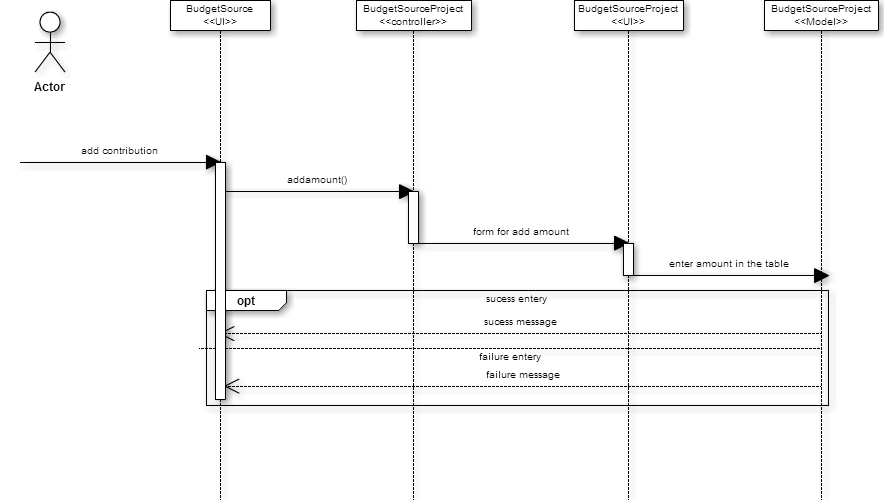 BudgetSource
<<UI>>
BudgetSourceProject
<<controller>>
udgetSourceProject
<<UI>>
BudgetSourceProject
<<Model>>
Actor
add contribution
addamount()
form for add amount
enter amount in the table
opt
sucess entery
sucess message
failure entery
failure message